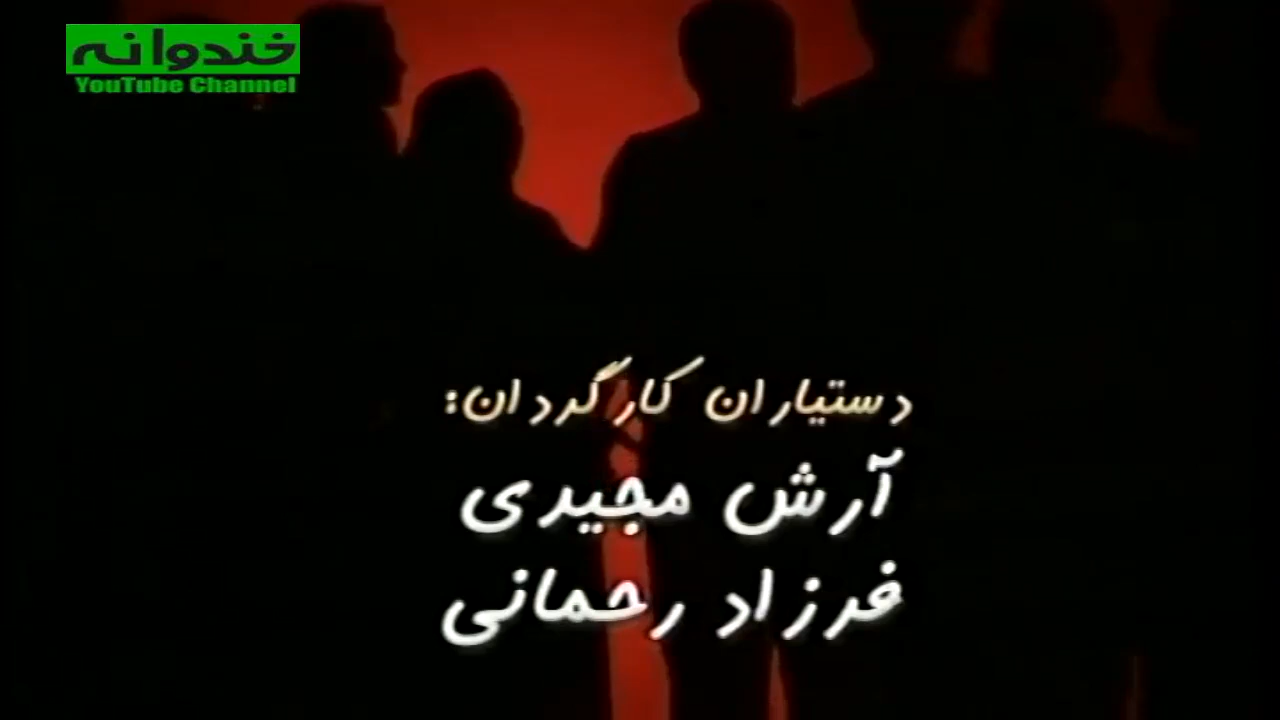 خندوانه
YouTube Channel
دستیاران کارگردان:
آرش مجیدی
فرزاد رحمانی